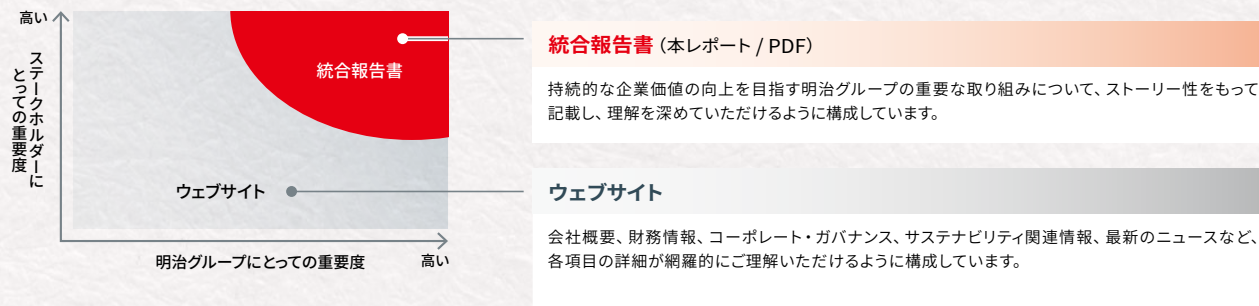 高い
ステークホルダーに
とっての重要度
統合報告書
ウェブサイト
明治グループにとっての重要度
高い
統合報告書(本レポート / PDF)
持続的な企業価値の向上を目指す明治グループの重要な取り組みについて、ストーリー性をもって
記載し、理解を深めていただけるように構成しています。
ウェブサイト
会社概要、財務情報、コーポレート・ガバナンス、サステナビリティ関連情報、最新のニュースなど、
各項目の詳細が網羅的にご理解いただけるように構成しています。